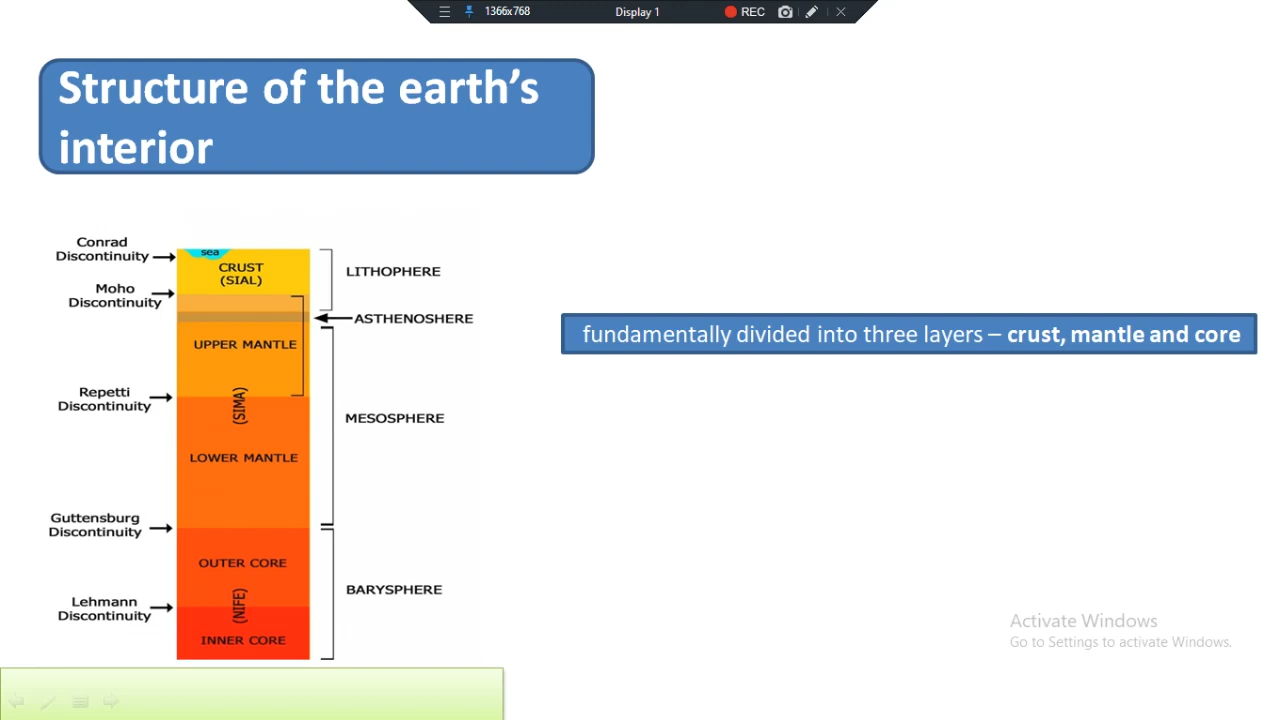 1366x768 Display 1 REC
Structure of the earth's
interior
Conrad
Discontinuity
sea
CRUST
(SIAL)
LITHOPHERE
Moho
Discontinuity
ASTHENOSHERE
UPPER MANTLE
fundamentally divided into three layers – crust, mantle and core
Repetti
Discontinuity
(SIMA)
MESOSPHERE
LOWER MANTLE
Guttensburg
Discontinuity
OUTER CORE
BARYSPHERE
Lehmann
Discontinuity
(NIFE)
INNER CORE
Activate Windows
Go to Settings to activate Windows.